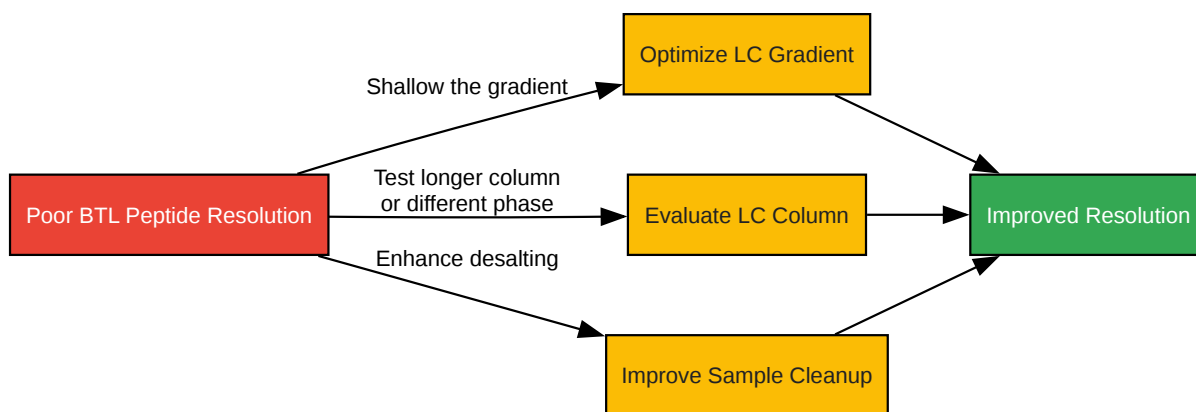 Optimize LC Gradient
Shallow the gradient
Test longer column
or different phase
Poor BTL Peptide Resolution
Evaluate LC Column
Improved Resolution
Enhance desalting
Improve Sample Cleanup